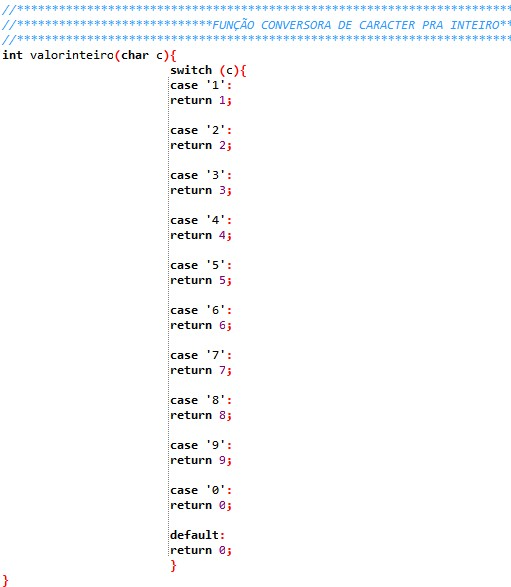 //**********************************************************************
//****************************FUNÇÃO CONVERSORA DE CARACTER PRA INTEIRO**
//**********************************************************************
int valorinteiro(char c){
switch (c){
case '1':
return 1;
case '2':
return 2;
case '3':
return 3;
case '4':
return 4;
case '5':
return 5;
case '6':
return 6;
case '7':
return 7;
case '8':
return 8;
case '9':
return 9;
case '0':
return 0;
default:
return 0;
}
}